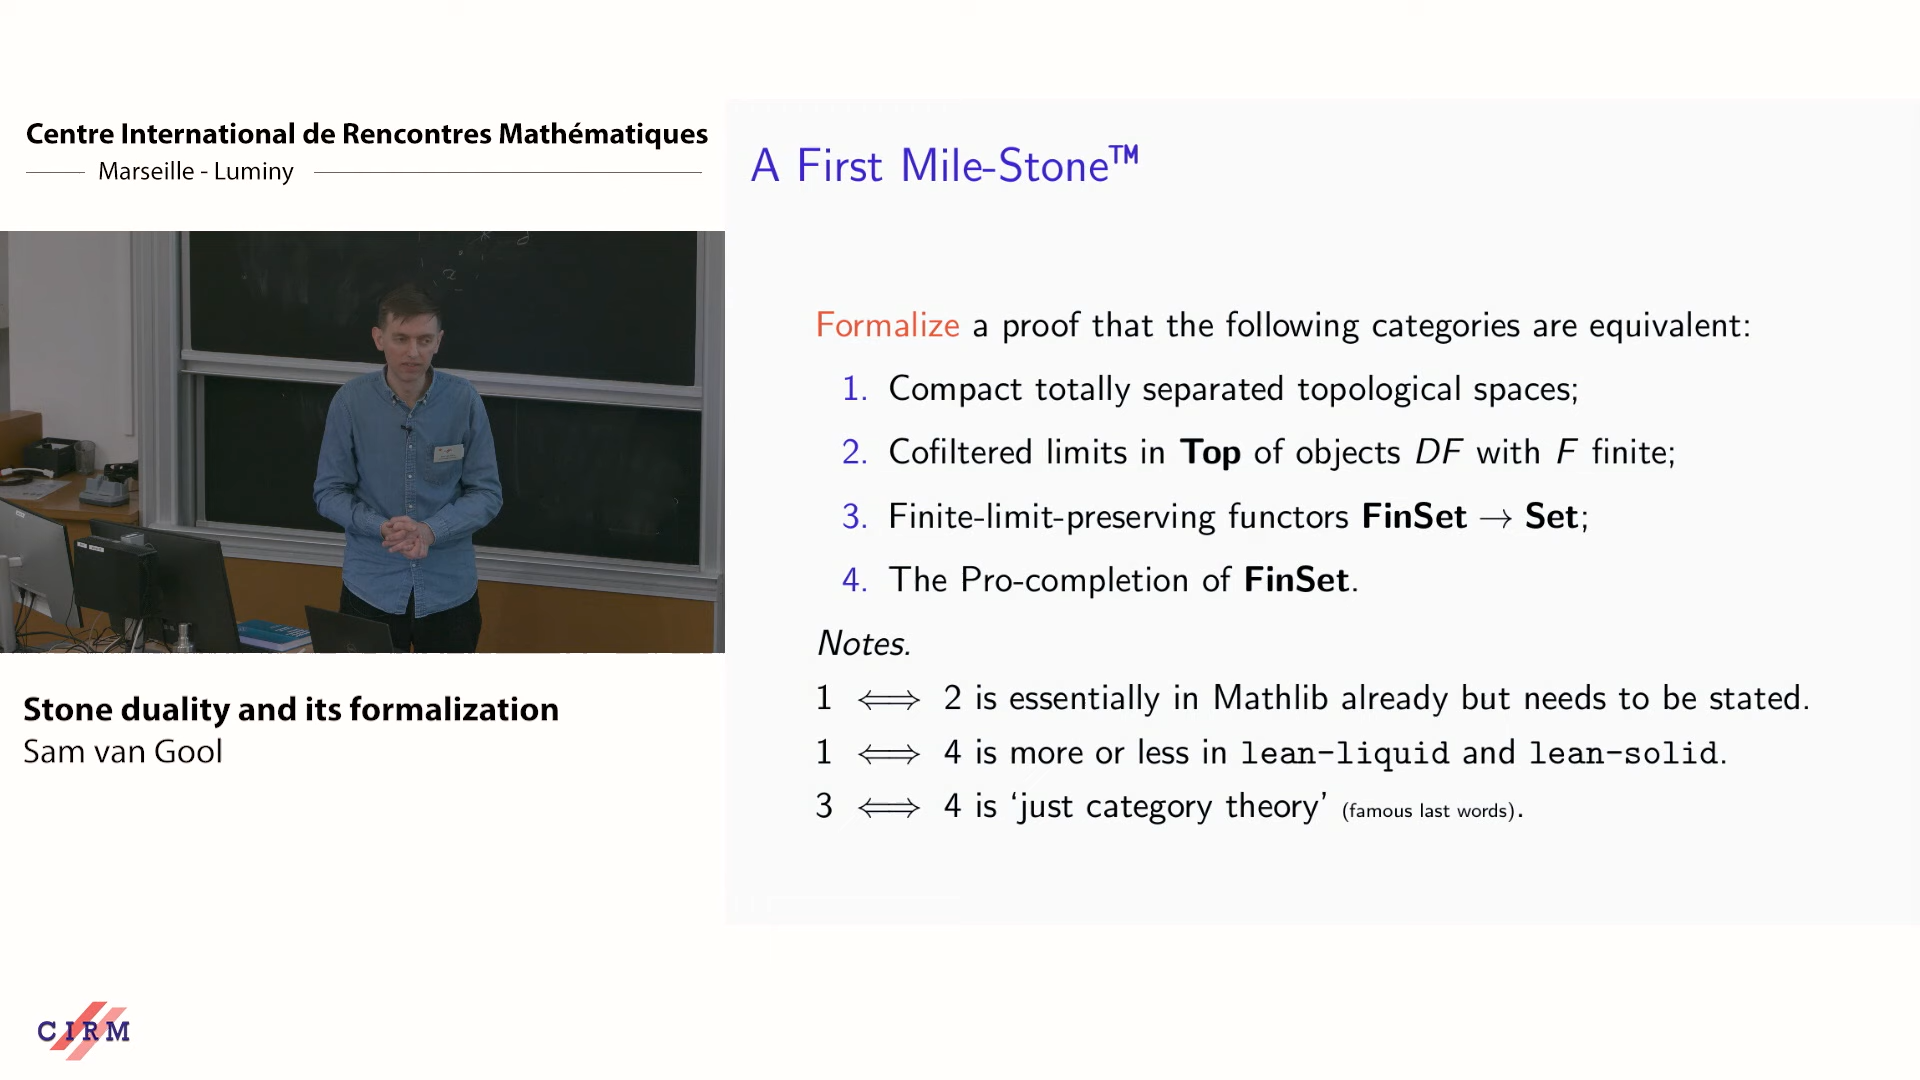 Centre International de Rencontres Mathématiques
Marseille - Luminy
A First Mile-Stone™
Formalize a proof that the following categories are equivalent:
1. Compact totally separated topological spaces;
2. Cofiltered limits in Top of objects DF with F finite;
3. Finite-limit-preserving functors FinSet → Set;
4. The Pro-completion of FinSet.
Notes.
1 ⟺ 2 is essentially in Mathlib already but needs to be stated.
1 ⟺ 4 is more or less in lean-liquid and lean-solid.
3 ⟺ 4 is ‘just category theory’ (famous last words).
Stone duality and its formalization
Sam van Gool
CIRM